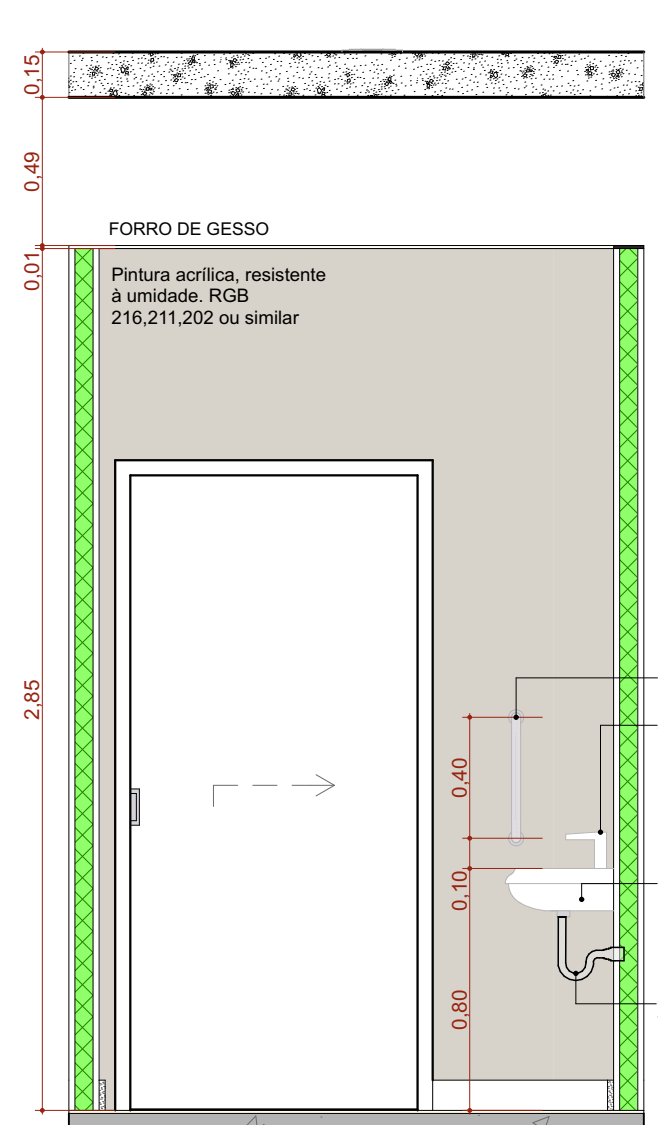 0,15
0,49
FORRO DE GESSO
0,01
Pintura acrílica, resistente
à umidade. RGB
216,211,202 ou similar
2,85
0,40
0,10
0,80